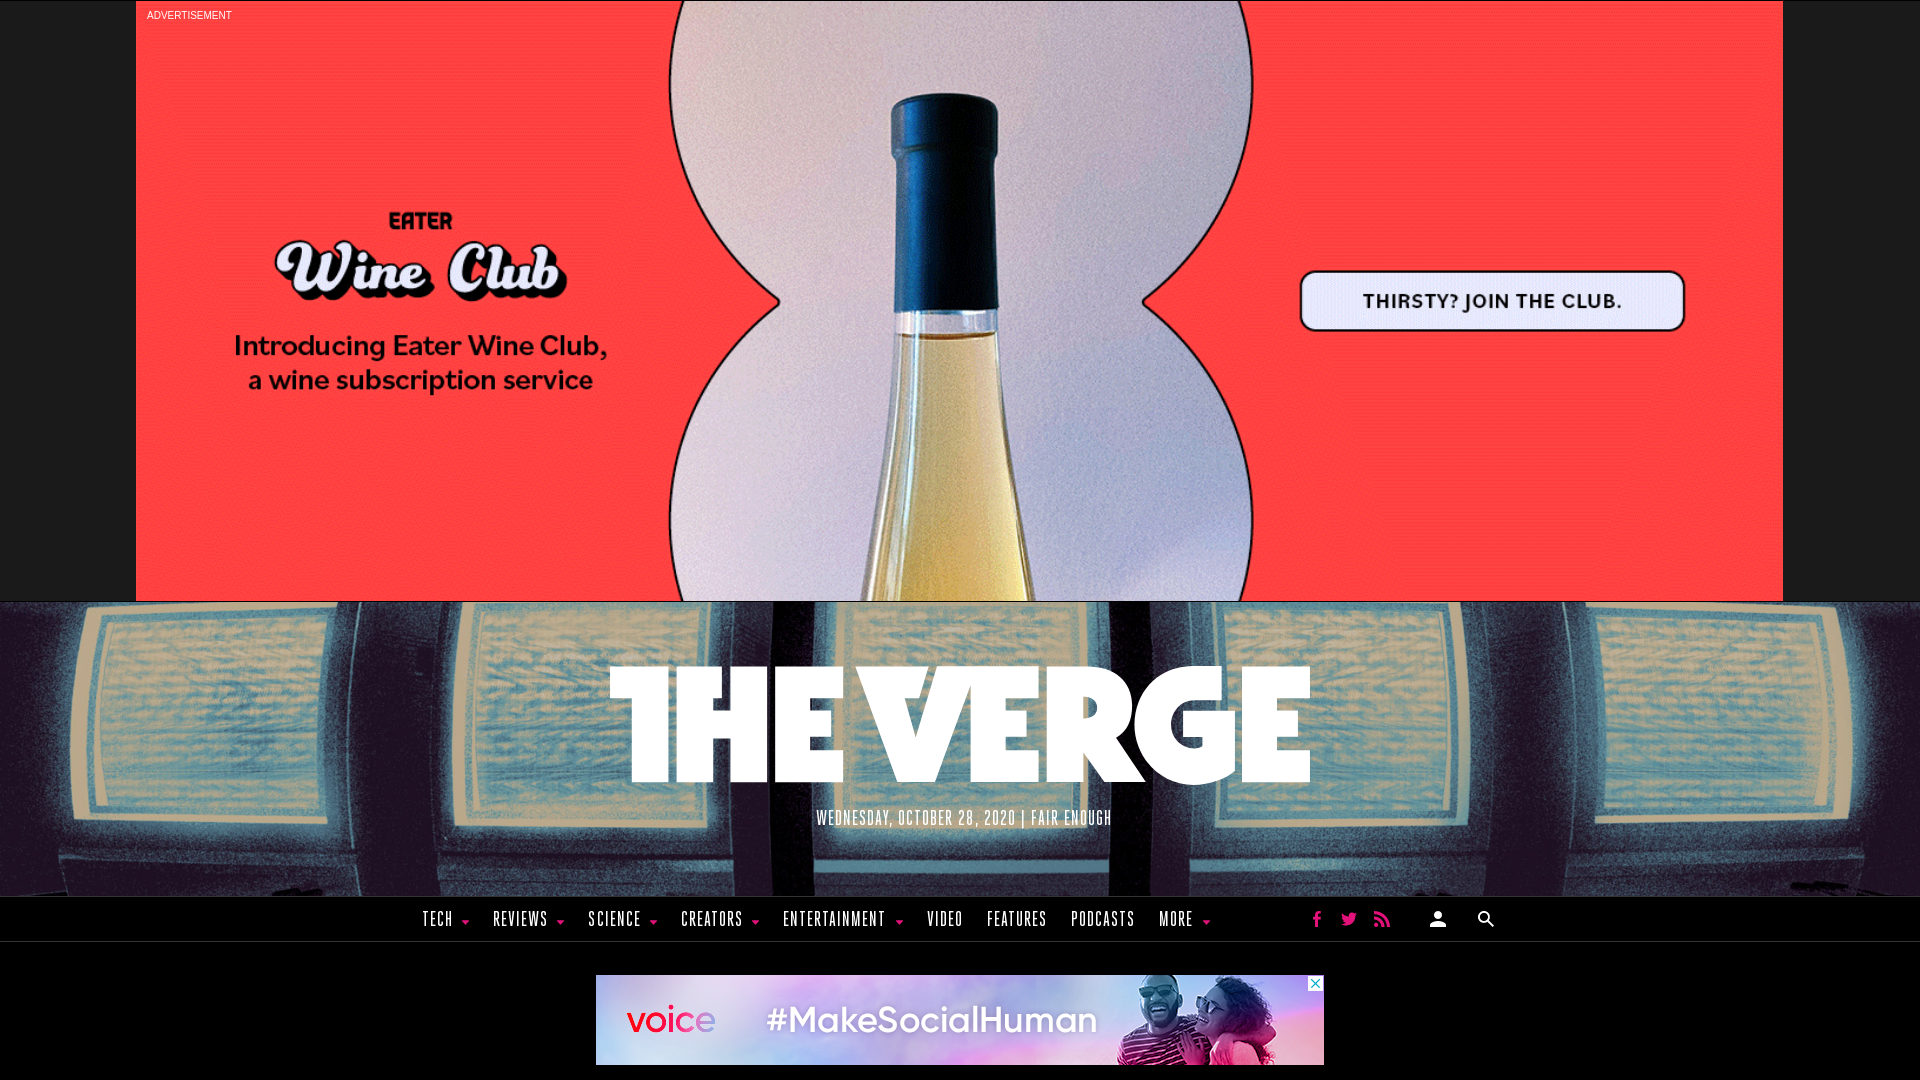 ADVERTISEMENT
EATER
Wine Club
Introducing Eater Wine Club,
a wine subscription service
THIRSTY? JOIN THE CLUB.
THE VERGE
WEDNESDAY, OCTOBER 28, 2020 | FAIR ENOUGH
TECH REVIEWS SCIENCE CREATORS ENTERTAINMENT VIDEO FEATURES PODCASTS MORE
voice #MakeSocialHuman